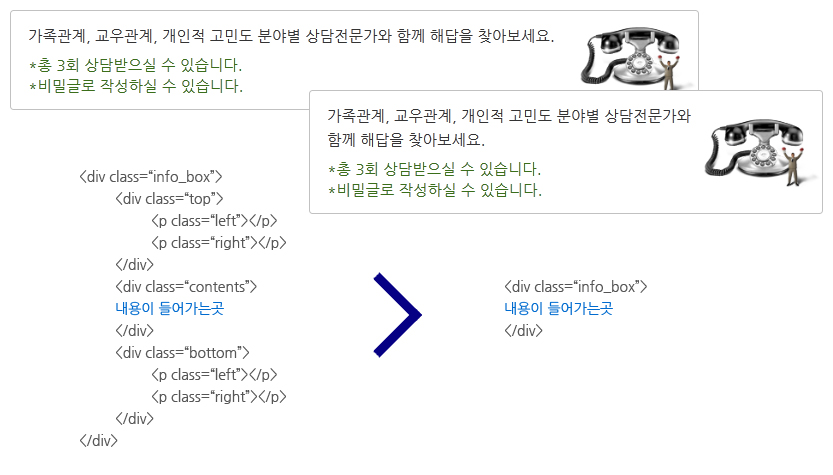 가족관계, 교우관계, 개인적 고민도 분야별 상담전문가와 함께 해답을 찾아보세요.
*총 3회 상담받으실 수 있습니다.
*비밀글로 작성하실 수 있습니다.
가족관계, 교우관계, 개인적 고민도 분야별 상담전문가와
함께 해답을 찾아보세요.
*총 3회 상담받으실 수 있습니다.
*비밀글로 작성하실 수 있습니다.
<div class=“info_box”>
<div class=“top”>
<p class=“left”></p>
<p class=“right”></p>
</div>
<div class=“contents”>
내용이 들어가는곳
</div>
<div class=“bottom”>
<p class=“left”></p>
<p class=“right”></p>
</div>
</div>
<div class=“info_box”>
내용이 들어가는곳
</div>